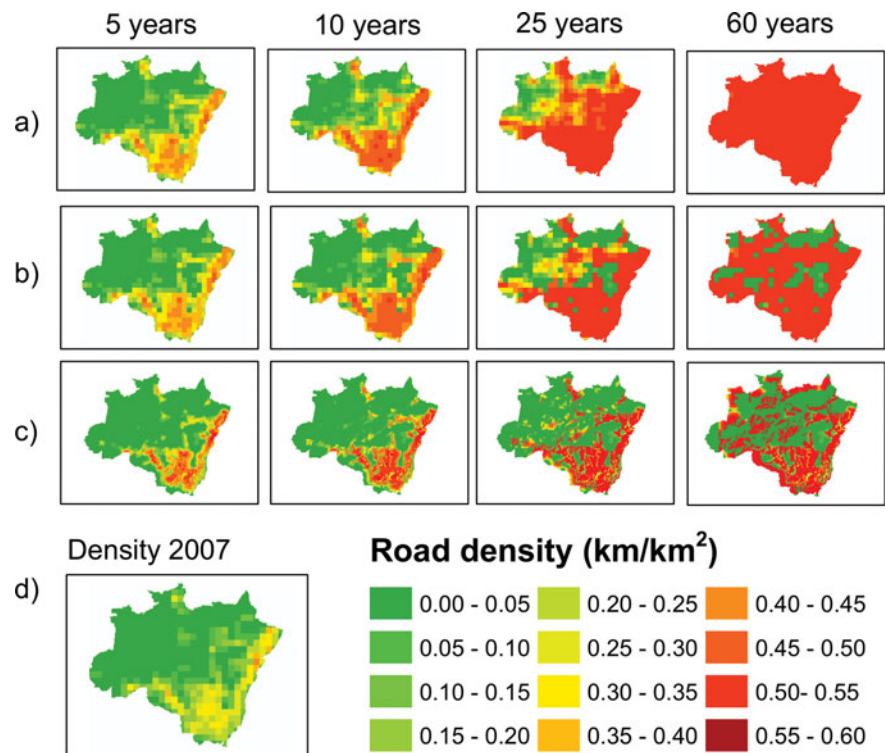 5 years 10 years 25 years 60 years
a)
b)
c)
Density 2007
d)
Road density (km/km²)
0.00 - 0.05 0.20 - 0.25 0.40 - 0.45
0.05 - 0.10 0.25 - 0.30 0.45 - 0.50
0.10 - 0.15 0.30 - 0.35 0.50- 0.55
0.15 - 0.20 0.35 - 0.40 0.55 - 0.60